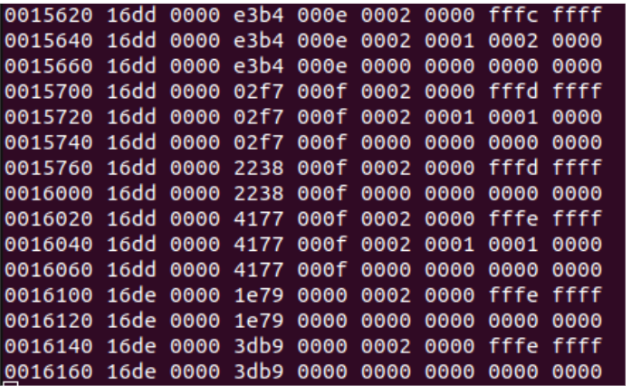 0015620 16dd 0000 e3b4 000e 0002 0000 fffc ffff
0015640 16dd 0000 e3b4 000e 0002 0001 0002 0000
0015660 16dd 0000 e3b4 000e 0000 0000 0000 0000
0015700 16dd 0000 02f7 000f 0002 0000 fffd ffff
0015720 16dd 0000 02f7 000f 0002 0001 0001 0000
0015740 16dd 0000 02f7 000f 0000 0000 0000 0000
0015760 16dd 0000 2238 000f 0002 0000 fffd ffff
0016000 16dd 0000 2238 000f 0000 0000 0000 0000
0016020 16dd 0000 4177 000f 0002 0000 fffe ffff
0016040 16dd 0000 4177 000f 0002 0001 0001 0000
0016060 16dd 0000 4177 000f 0000 0000 0000 0000
0016100 16de 0000 1e79 0000 0002 0000 fffe ffff
0016120 16de 0000 1e79 0000 0000 0000 0000 0000
0016140 16de 0000 3db9 0000 0002 0000 fffe ffff
0016160 16de 0000 3db9 0000 0000 0000 0000 0000